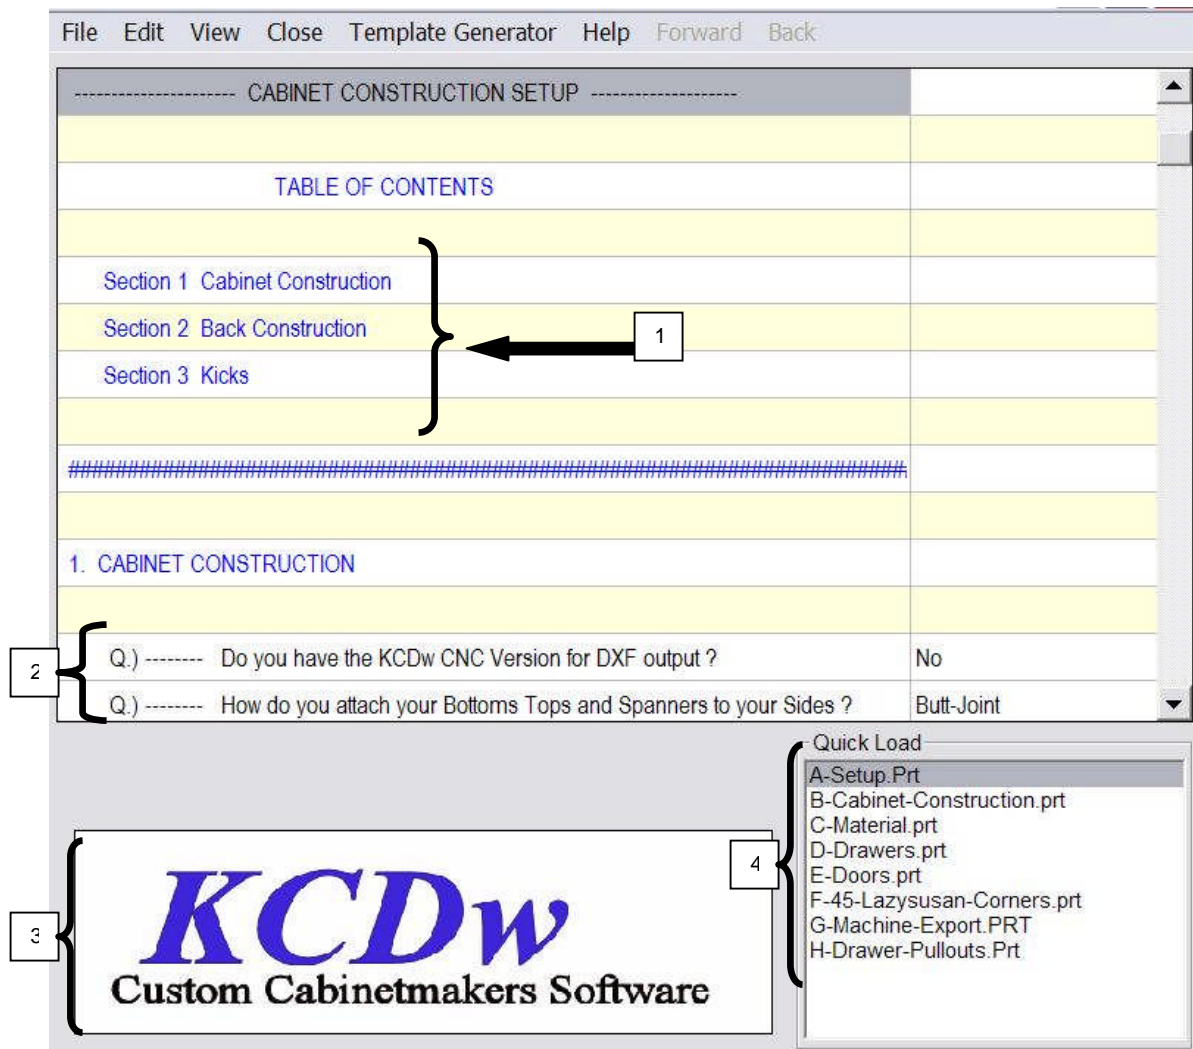 File Edit View Close Template Generator Help Forward Back
---------------------- CABINET CONSTRUCTION SETUP --------------------
TABLE OF CONTENTS
Section 1 Cabinet Construction
Section 2 Back Construction
1
Section 3 Kicks
#######################################################################
1. CABINET CONSTRUCTION
2
Q.) -------- Do you have the KCDw CNC Version for DXF output ? No
Q.) -------- How do you attach your Bottoms Tops and Spanners to your Sides ? Butt-Joint
Quick Load
A-Setup.Prt
B-Cabinet-Construction.prt
C-Material.prt
D-Drawers.prt
E-Doors.prt
F-45-Lazysusan-Corners.prt
G-Machine-Export.PRT
H-Drawer-Pullouts.Prt
4
3
KCDw
Custom Cabinetmakers Software